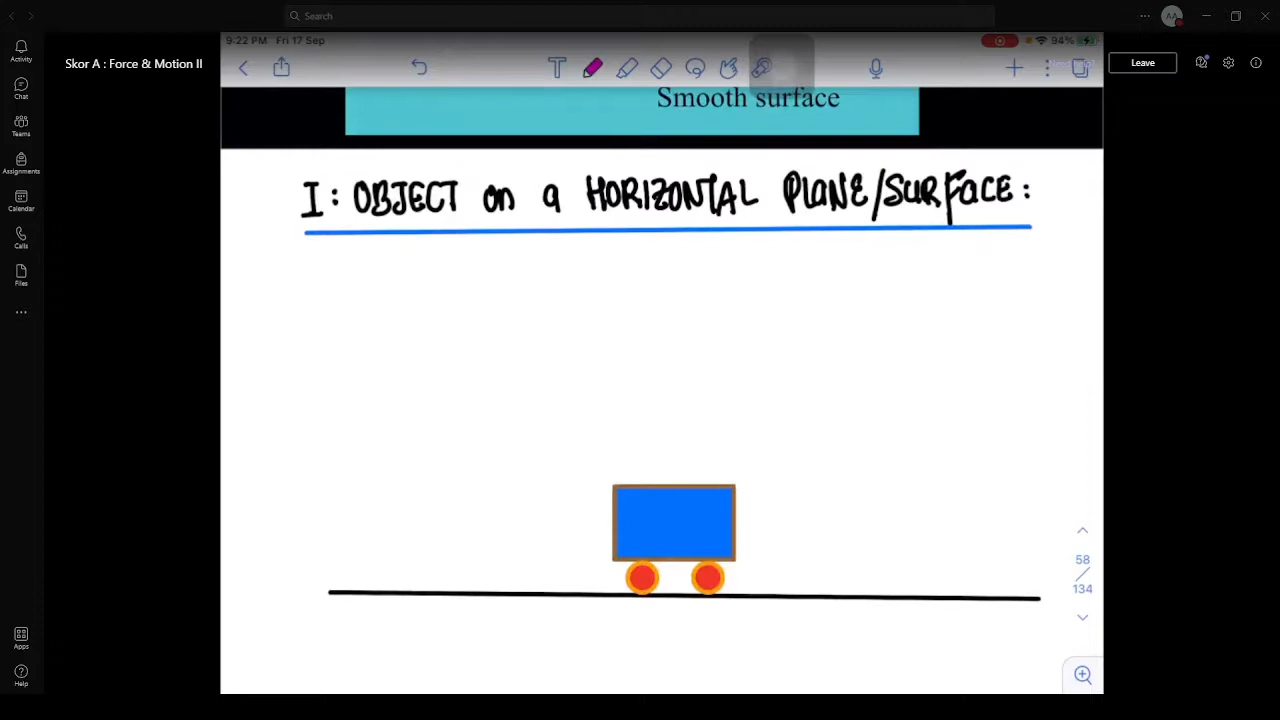 Search
AA
9:22 PM Fri 17 Sep
94%
Activity
Skor A : Force & Motion II
Leave
Chat
Smooth surface
Teams
Assignments
I: OBJECT on a HORIZONTAL PLANE/SURFACE:
Calendar
Calls
Files
58
134
Apps
Help